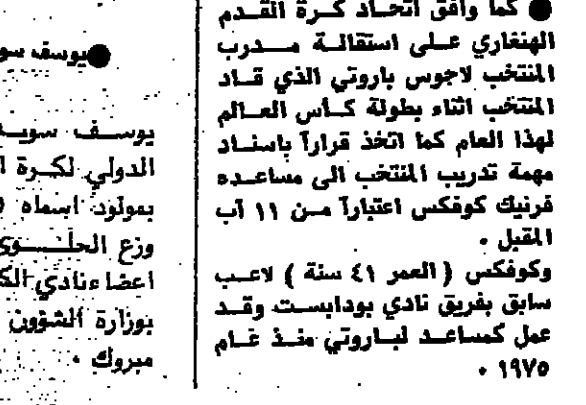 ● كما وافق اتحاد كرة القدم
الهنغاري على استقالة مدرب
المنتخب لاجوس باروتي الذي قاد
المنتخب اثناء بطولة كأس العالم
لهذا العام كما اتخذ قراراً باسناد
مهمة تدريب المنتخب الى مساعده
فرنيك كوفكس اعتباراً من ١١ آب
المقبل .
وكوفكس ( العمر ٤١ سنة ) لاعب
سابق بفريق نادي بودابست وقد
عمل كمساعد لباروتي منذ عام
١٩٧٥ .
●يوسف
يوسف
الدولي لكرة
بمولود اسماه
وزع الحلوى
اعضاء نادي
بوزارة الشؤون
مبروك .